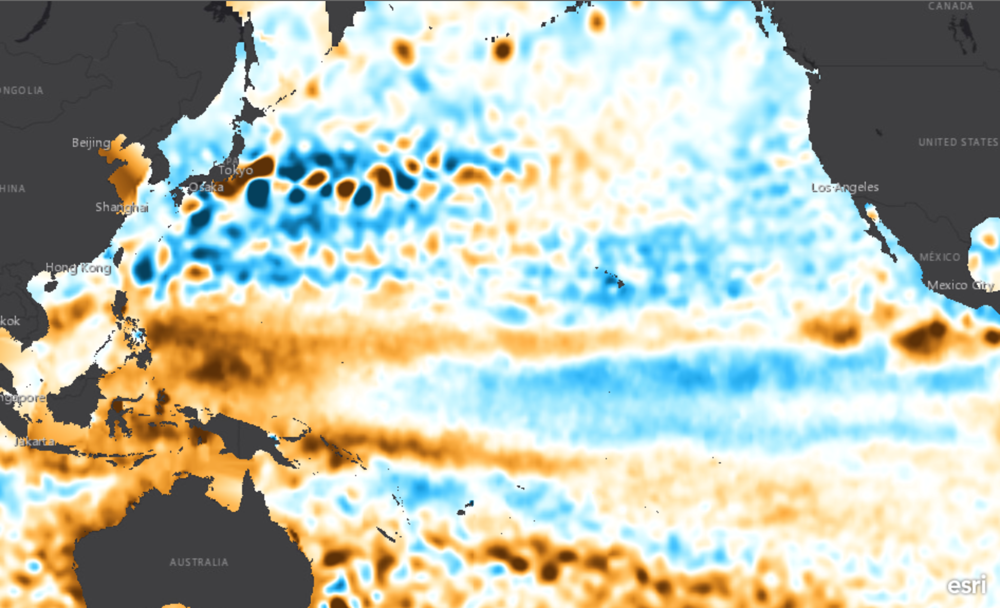 CANADA
NGOLIA
Beijing
UNITED STATES
PA
Tokyo
HINA
Osaka
Los Angeles
Shanghai
MÉXICO
Hong Kong
Mexico City
kok
ngapore
Jakarta
AUSTRALIA
esri